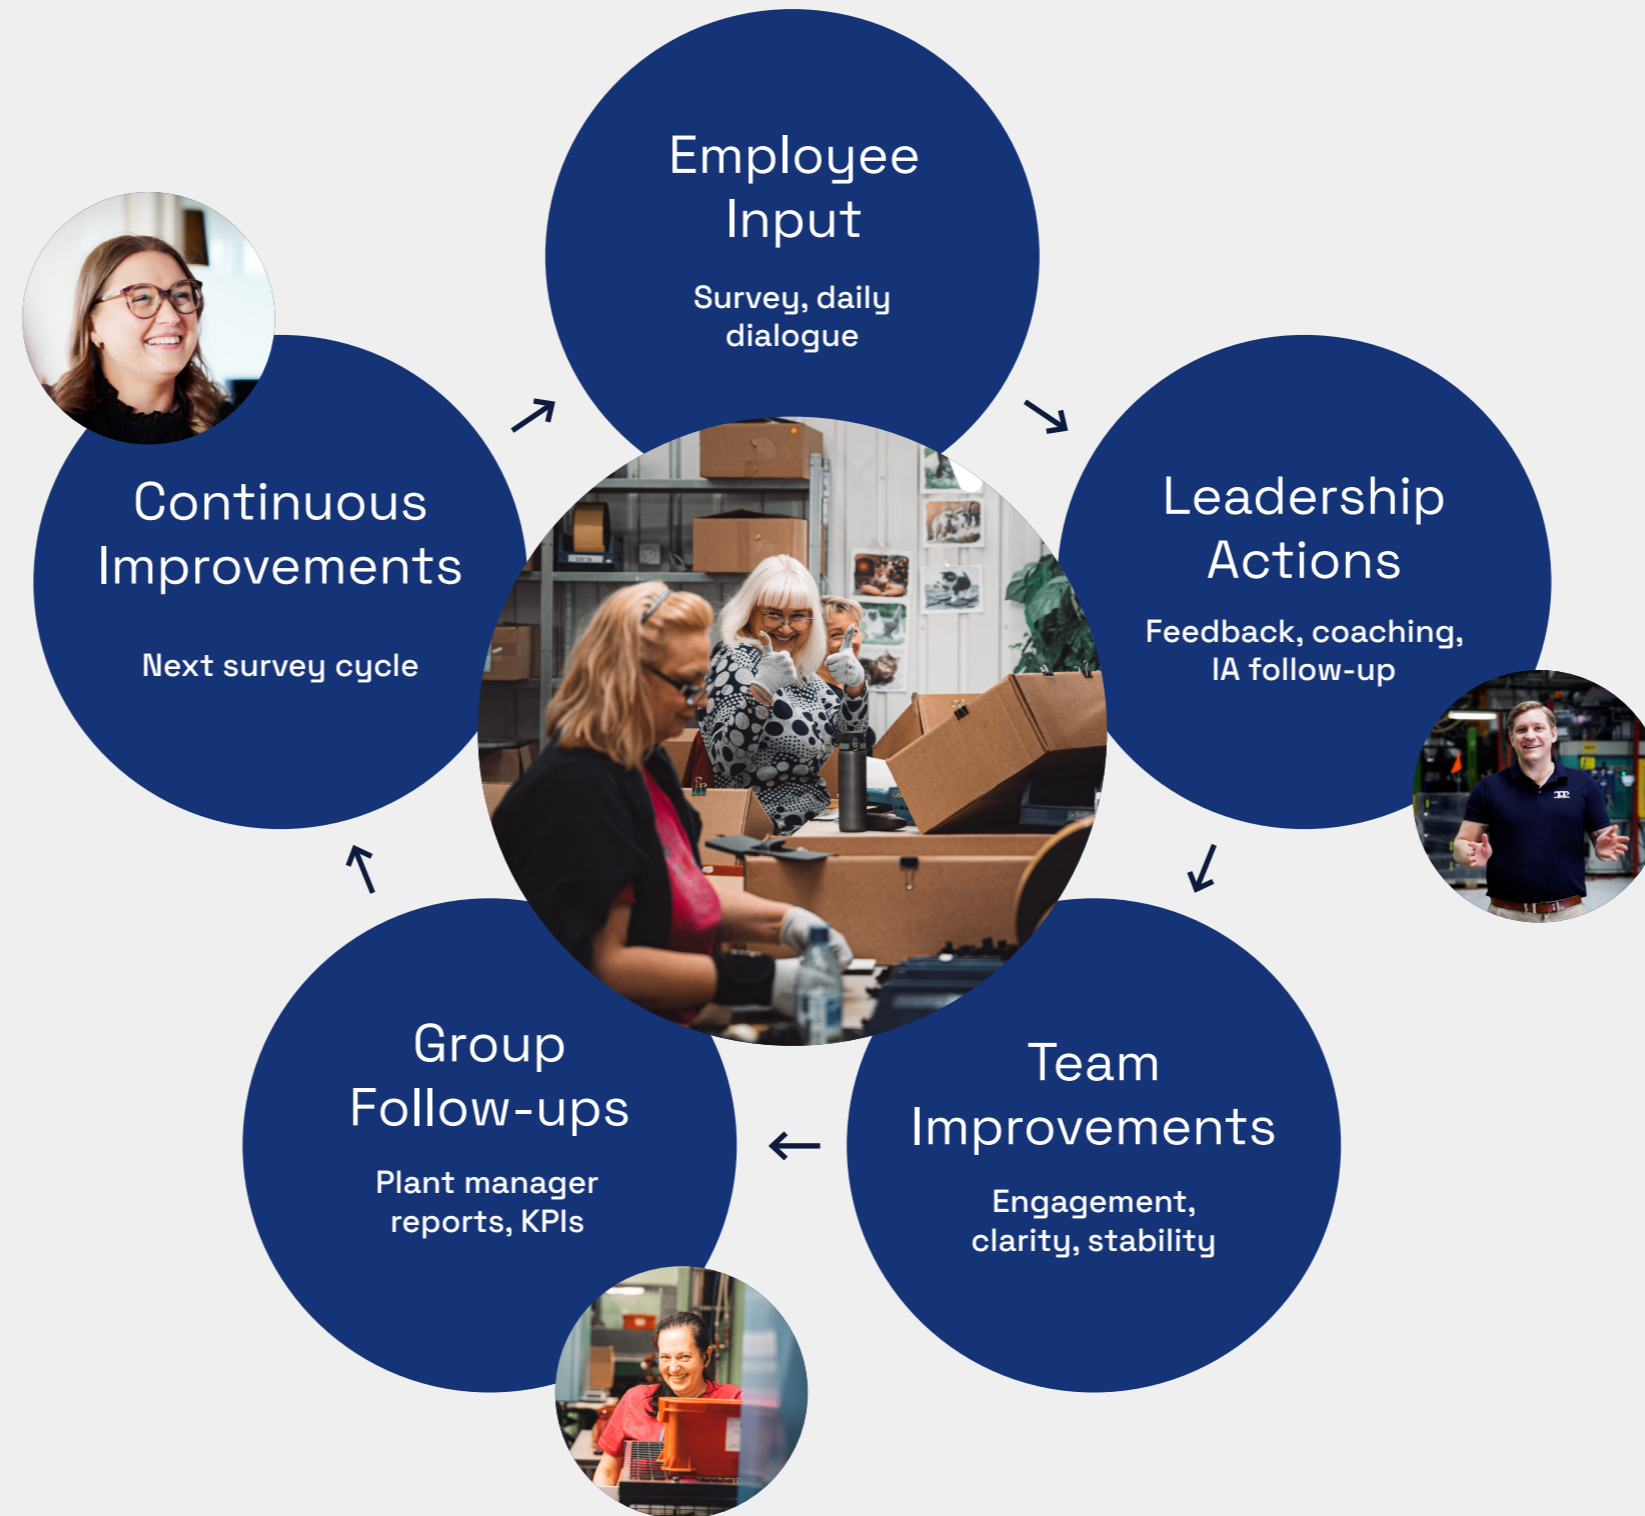 Employee
Input
Survey, daily
dialogue
Leadership
Actions
Feedback, coaching,
IA follow-up
Team
Improvements
Engagement,
clarity, stability
Group
Follow-ups
Plant manager
reports, KPIs
Continuous
Improvements
Next survey cycle